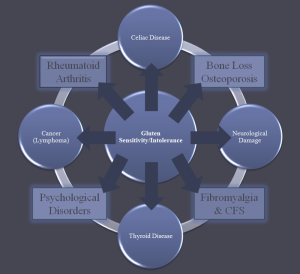 Celiac Disease
Rheumatoid
Arthritis
Bone Loss
Osteoporosis
Cancer
(Lymphoma)
Gluten
Sensitivity/Intolerance
Neurological
Damage
Psychological
Disorders
Fibromyalgia
& CFS
Thyroid Disease